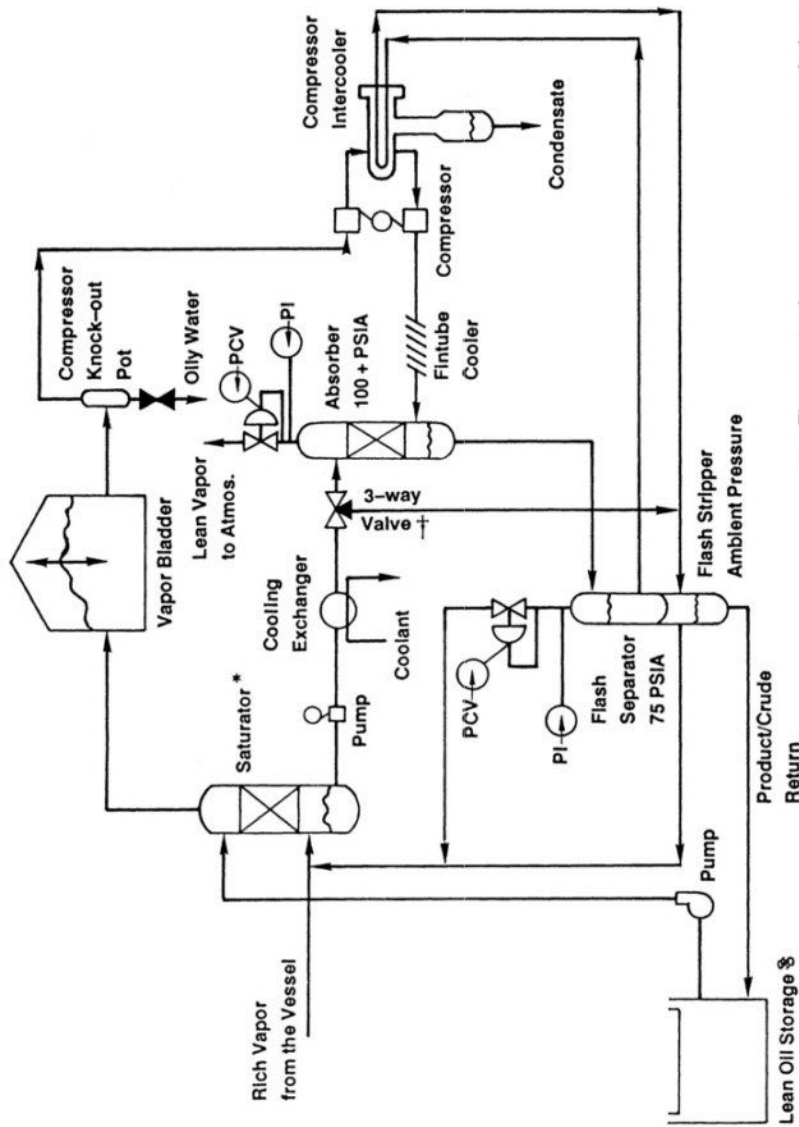 Compressor
Knock-out
Pot
Oily Water
Vapor Bladder
Compressor
Intercooler
Condensate
Compressor
Lean Vapor
to Atmos.
PCV
PI
Absorber
100 + PSIA
Fintube
Cooler
3-way
Valve †
Cooling
Exchanger
Coolant
Saturator*
Pump
Rich Vapor
from the Vessel
PCV
PI
Flash
Separator
75 PSIA
Flash Stripper
Ambient Pressure
Product/Crude
Return
Pump
Lean Oil Storage